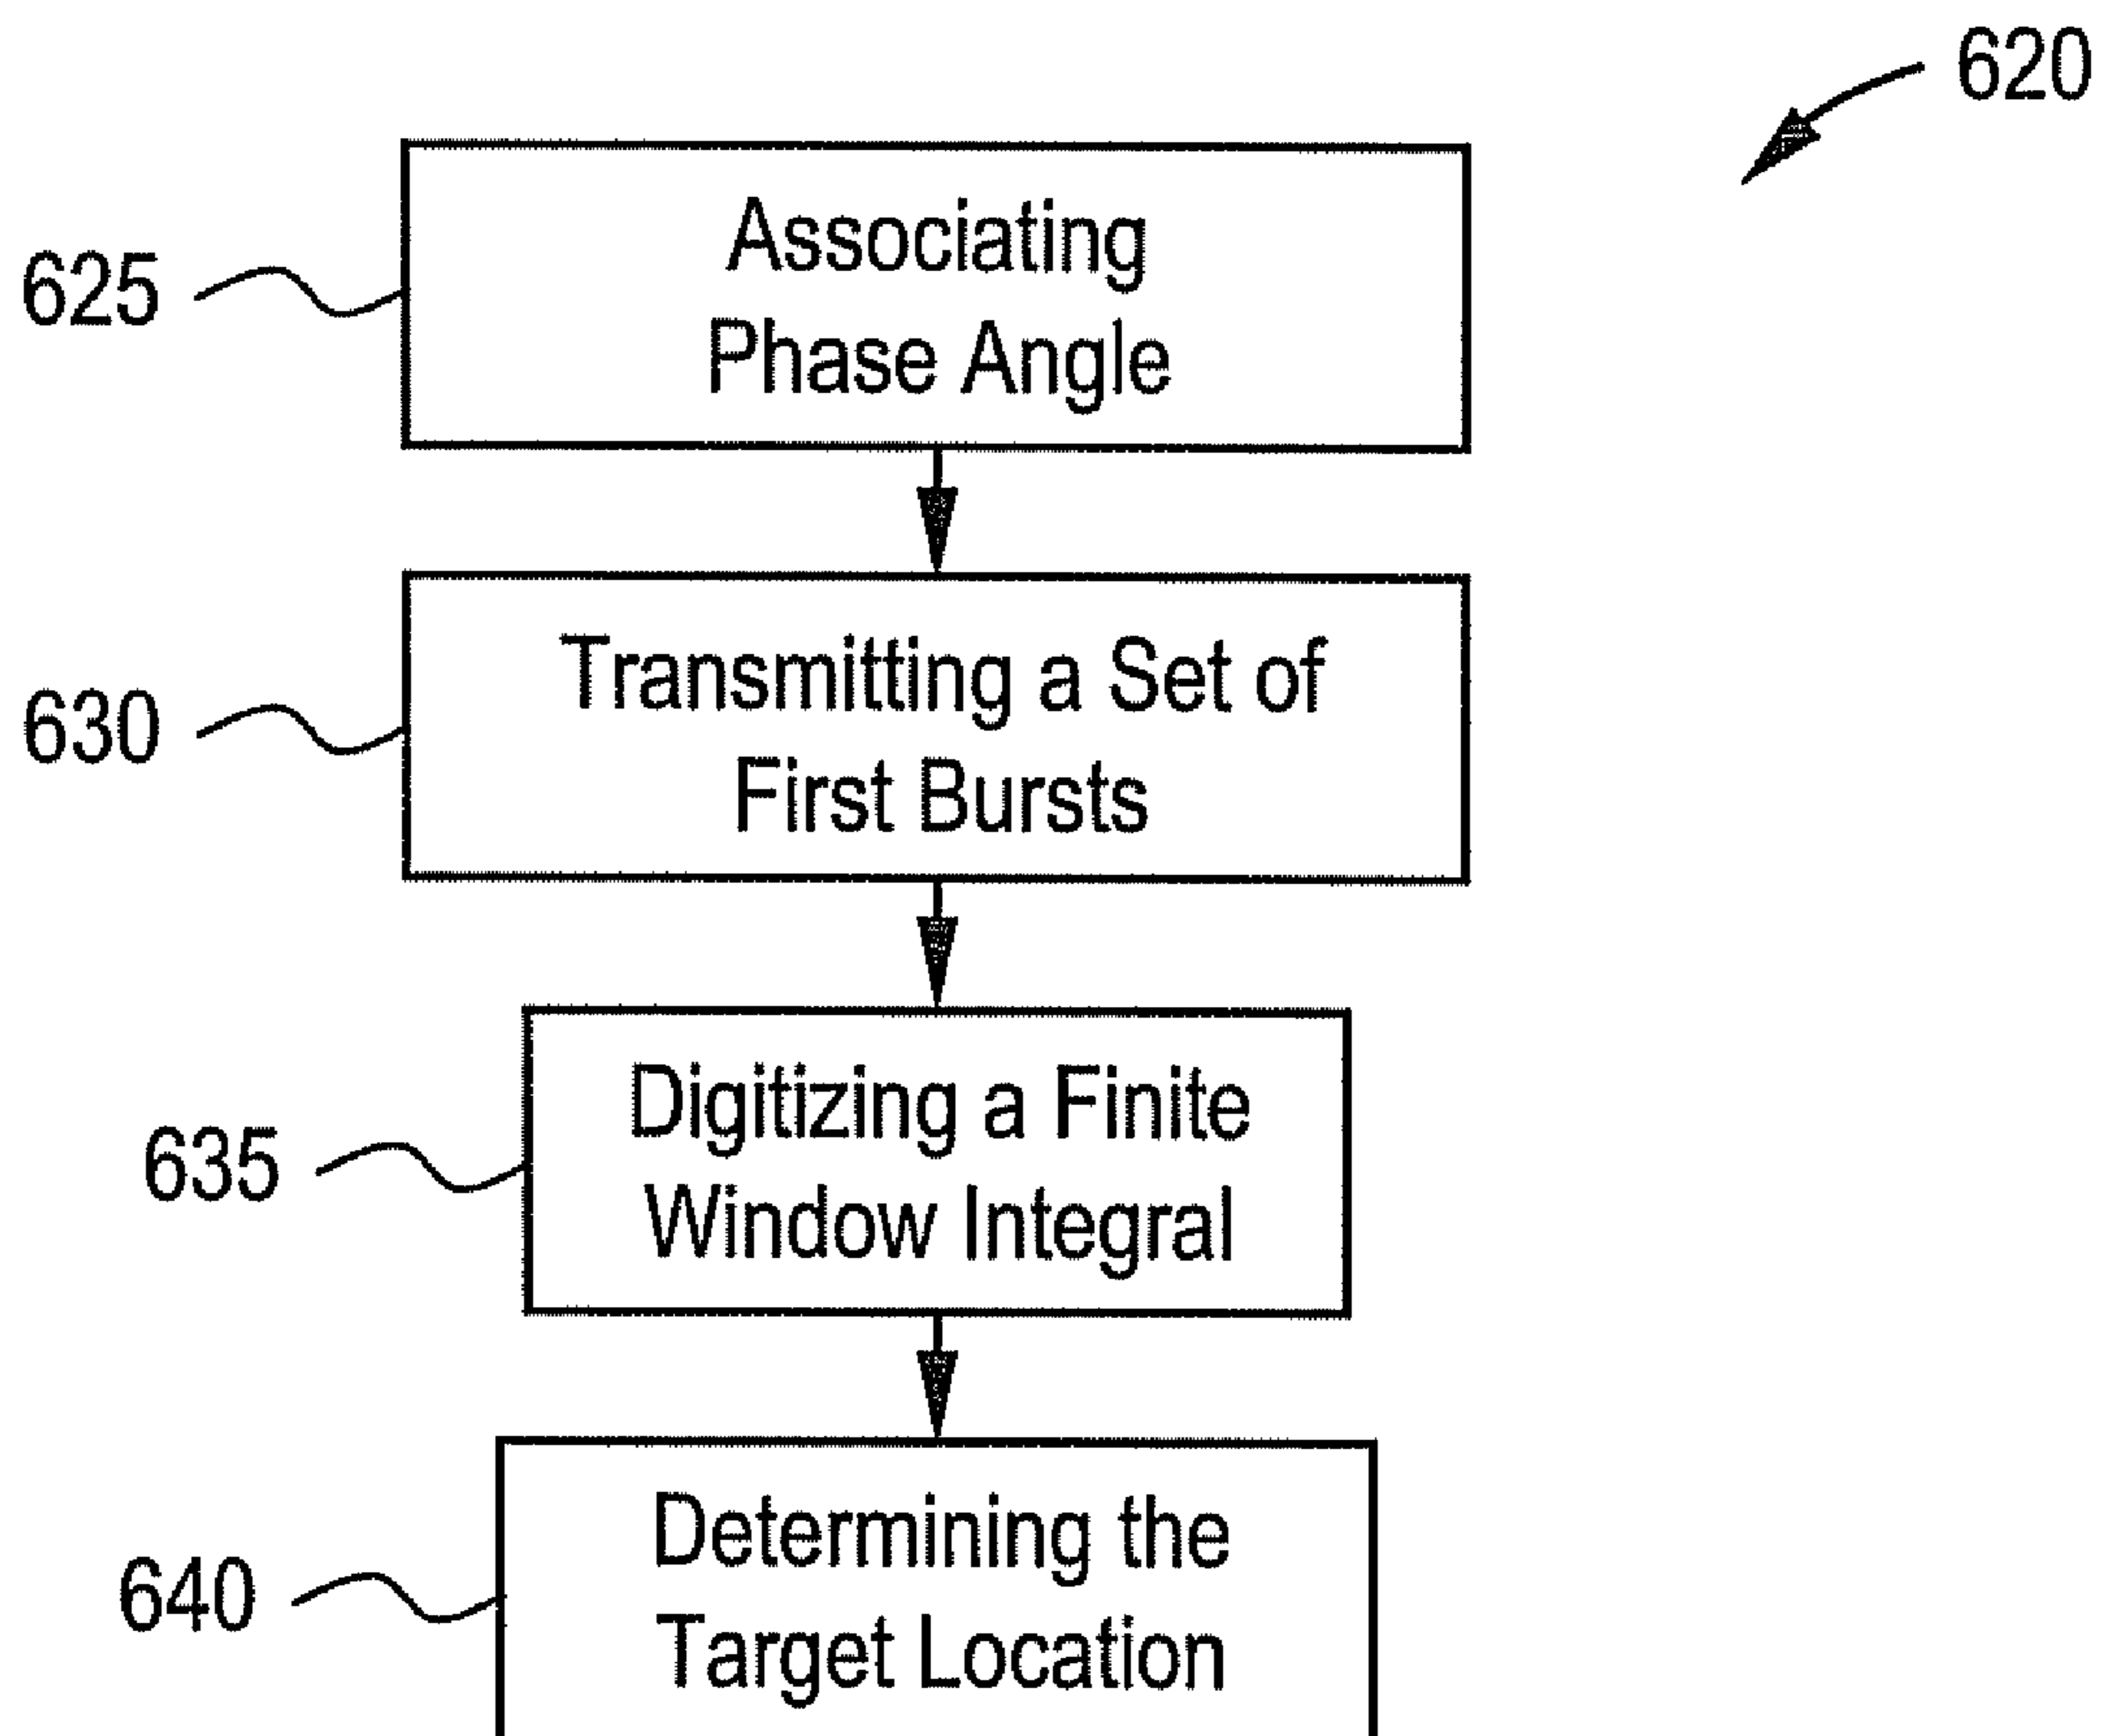 620
625
Associating
Phase Angle
630
Transmitting a Set of
First Bursts
635
Digitizing a Finite
Window Integral
640
Determining the
Target Location